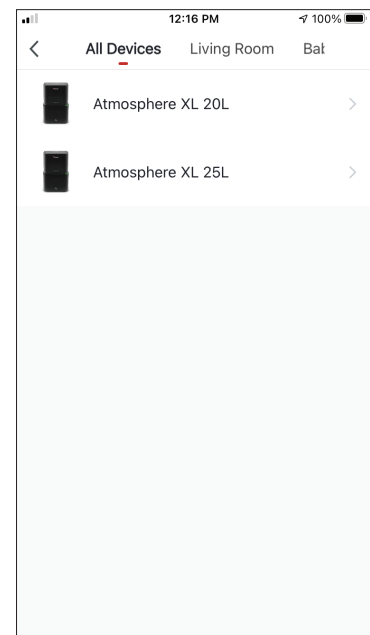 12:16 PM 100%
All Devices Living Room
Atmosphere XL 20L
Atmosphere XL 25L